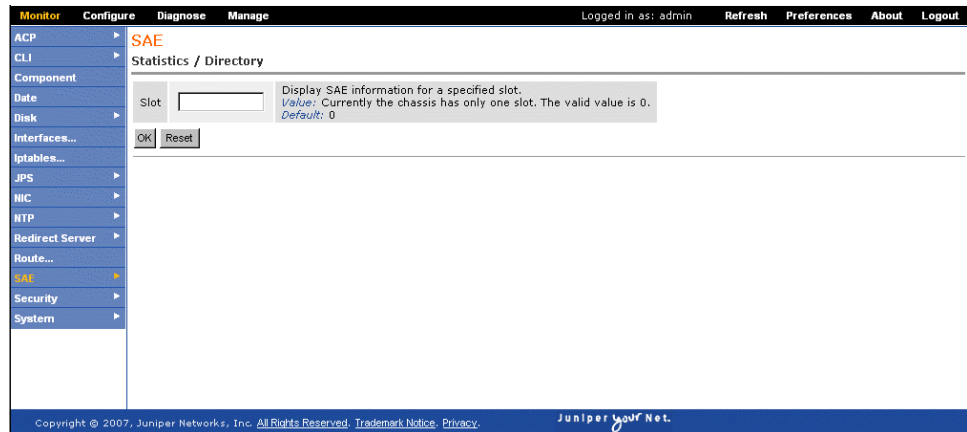 Monitor Configure Diagnose Manage Logged in as: admin Refresh Preferences About Logout
ACP
CLI
Component
Date
Disk
Interfaces...
Iptables...
JPS
NIC
NTP
Redirect Server
Route...
SAE
Security
System
SAE
Statistics / Directory
Slot
Display SAE information for a specified slot.
Value: Currently the chassis has only one slot. The valid value is 0.
Default: 0
OK Reset
Copyright © 2007, Juniper Networks, Inc. All Rights Reserved. Trademark Notice. Privacy.
Juniper your Net.